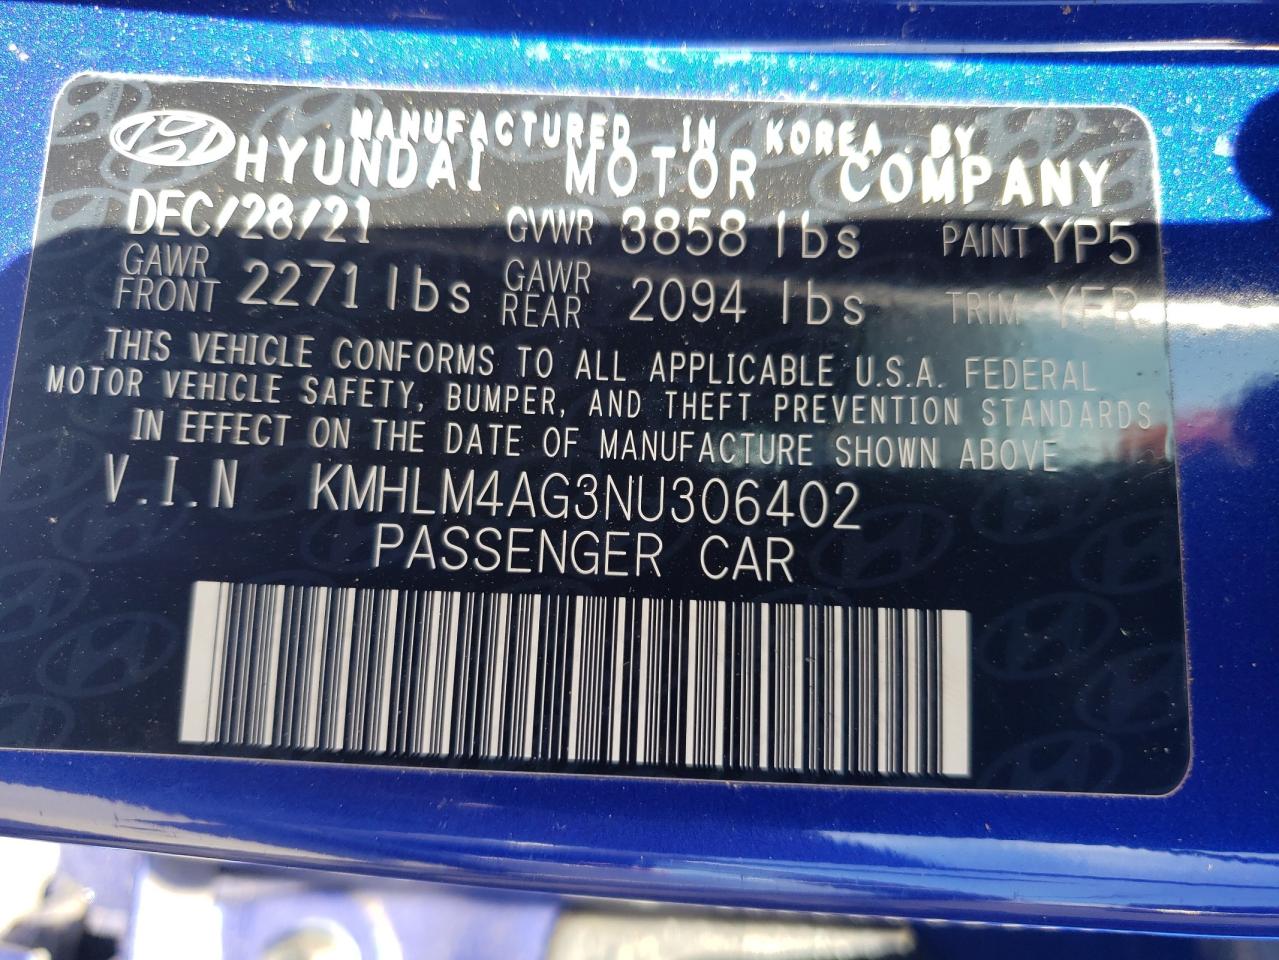 MANUFACTURED IN KOREA BY
HYUNDAI MOTOR COMPANY
DEC/28/21 GVWR 3858 lbs PAINT YP5
GAWR FRONT 2271 lbs GAWR REAR 2094 lbs TRIM YFR
THIS VEHICLE CONFORMS TO ALL APPLICABLE U.S.A. FEDERAL
MOTOR VEHICLE SAFETY, BUMPER, AND THEFT PREVENTION STANDARDS
IN EFFECT ON THE DATE OF MANUFACTURE SHOWN ABOVE
V.I.N KMHLM4AG3NU306402
PASSENGER CAR